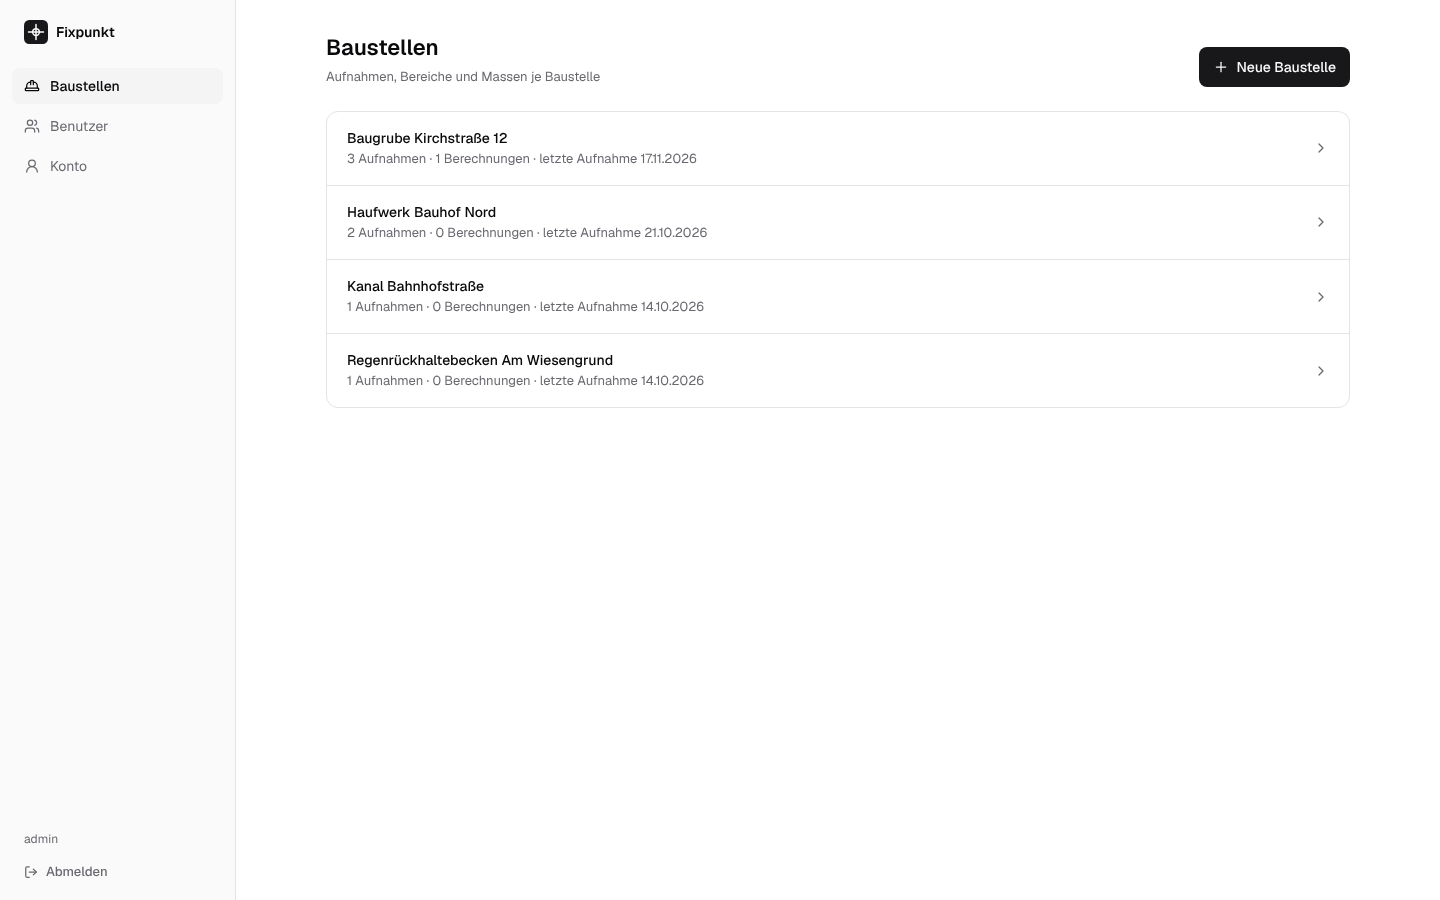 Fixpunkt
Baustellen
Benutzer
Konto
admin
Abmelden
Baustellen
Aufnahmen, Bereiche und Massen je Baustelle
Neue Baustelle
Baugrube Kirchstraße 12
3 Aufnahmen · 1 Berechnungen · letzte Aufnahme 17.11.2026
Haufwerk Bauhof Nord
2 Aufnahmen · 0 Berechnungen · letzte Aufnahme 21.10.2026
Kanal Bahnhofstraße
1 Aufnahmen · 0 Berechnungen · letzte Aufnahme 14.10.2026
Regenrückhaltebecken Am Wiesengrund
1 Aufnahmen · 0 Berechnungen · letzte Aufnahme 14.10.2026